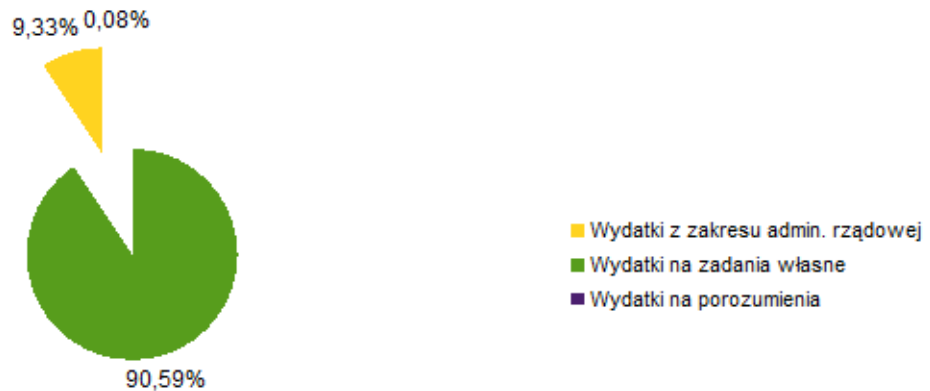 9,33% 0,08%
Wydatki z zakresu admin. rządowej
Wydatki na zadania własne
Wydatki na porozumienia
90,59%